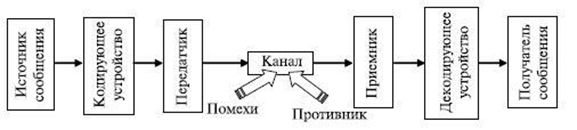 Источник
сообщения
Кодирующее
устройство
Передатчик
Канал
Помехи
Противник
Приемник
Декодирующее
устройство
Получатель
сообщения